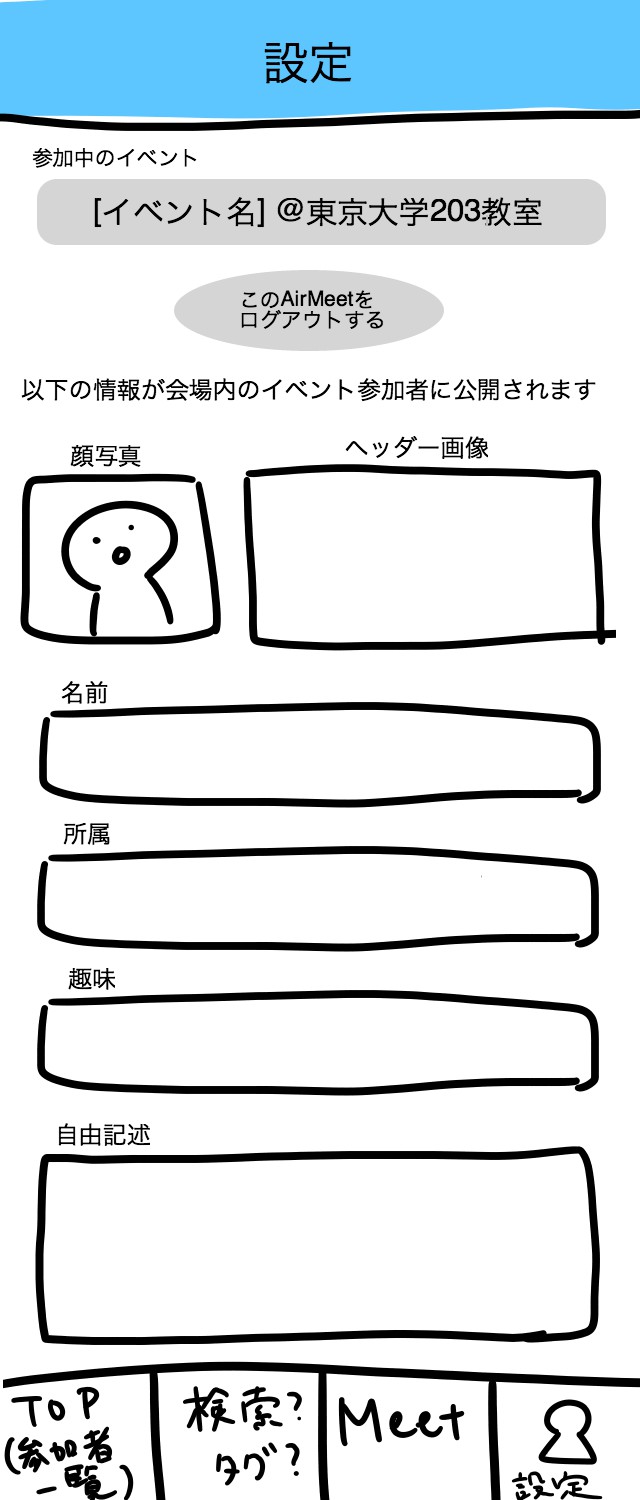 設定
参加中のイベント
[イベント名] @東京大学203教室
このAirMeetを
ログアウトする
以下の情報が会場内のイベント参加者に公開されます
顔写真
ヘッダー画像
名前
所属
趣味
自由記述
TOP
(参加者
一覧)
検索?
タグ?
Meet
設定